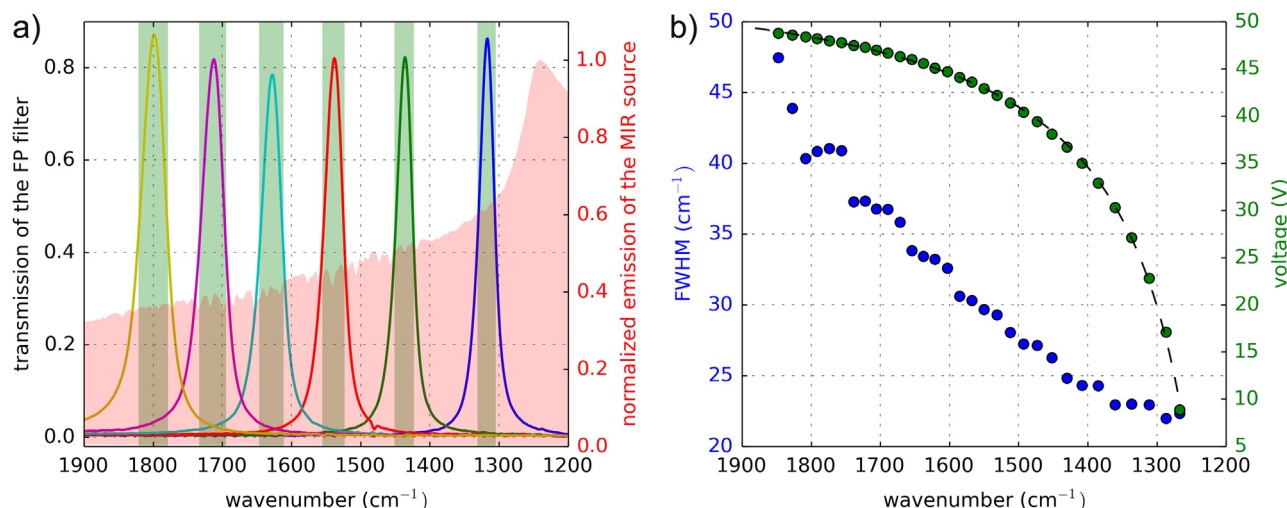 a)
transmission of the FP filter
0.8
0.6
0.4
0.2
0.0
1900 1800 1700 1600 1500 1400 1300 1200
wavenumber (cm⁻¹)
1.0
0.8
0.6
0.4
0.2
0.0
normalized emission of the MIR source
b)
FWHM (cm⁻¹)
50
45
40
35
30
25
20
1900 1800 1700 1600 1500 1400 1300 1200
wavenumber (cm⁻¹)
50
45
40
35
30
25
20
15
10
5
voltage (V)